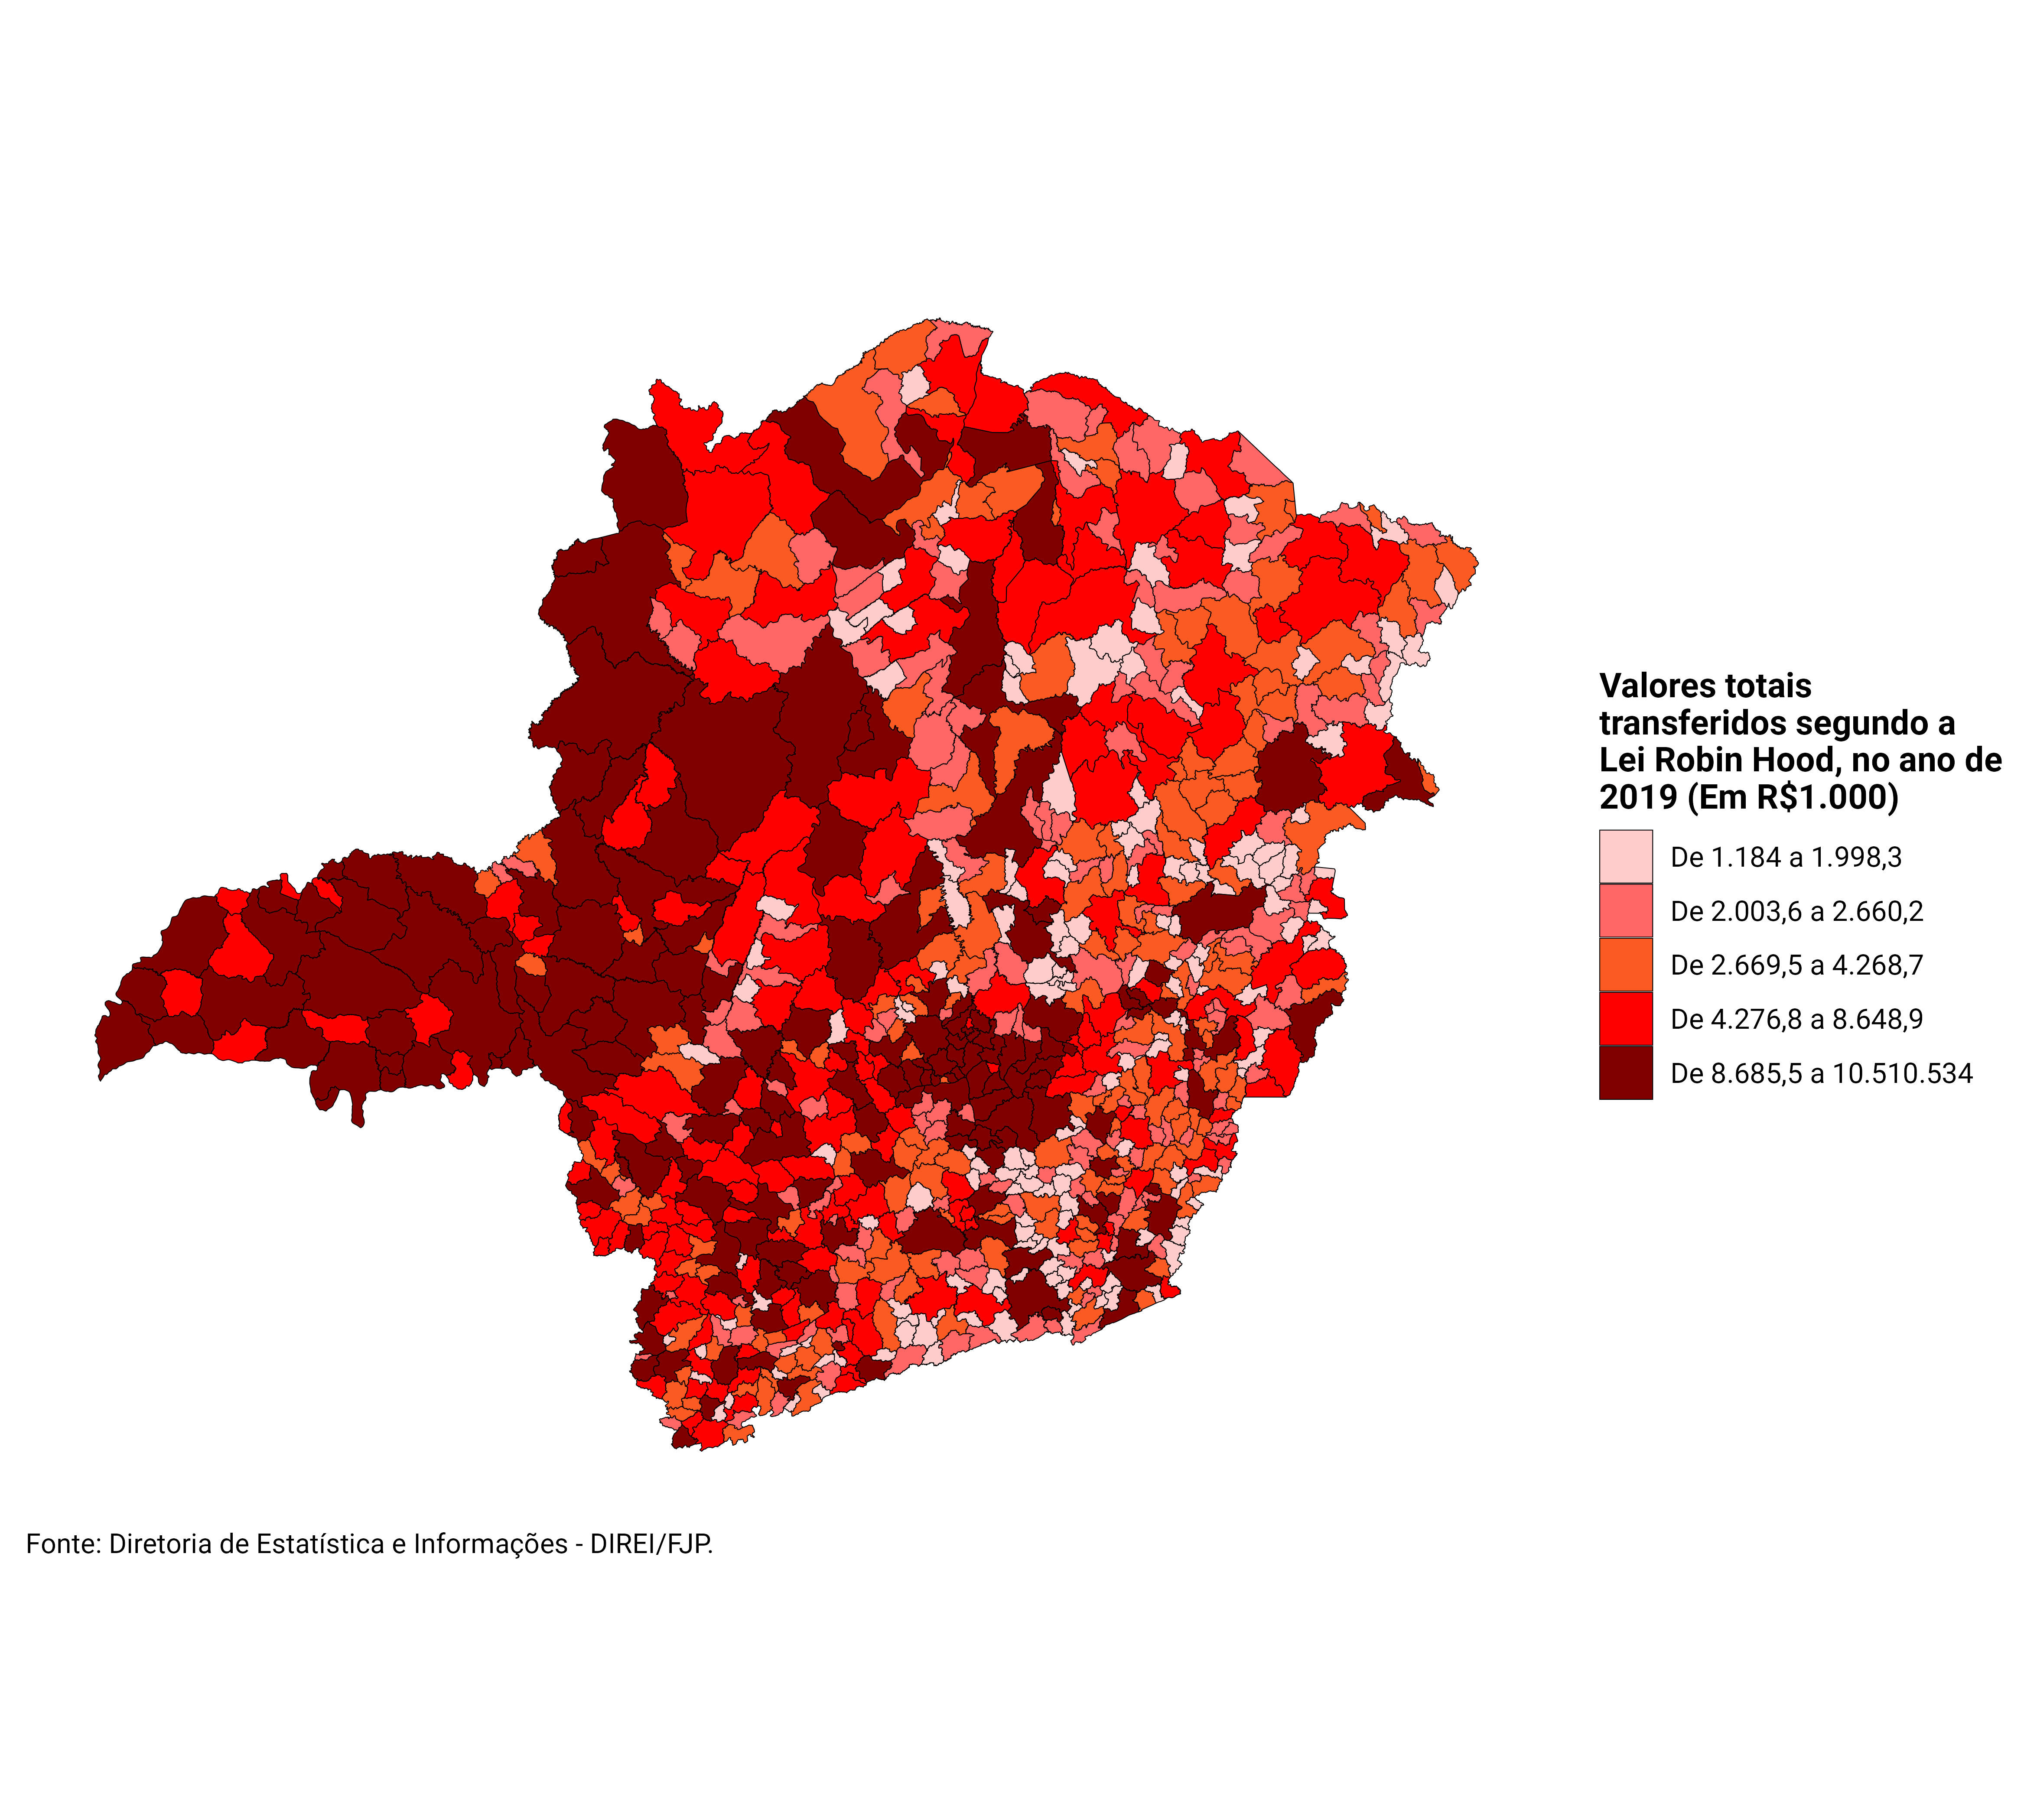 Valores totais
transferidos segundo a
Lei Robin Hood, no ano de
2019 (Em R$1.000)
De 1.184 a 1.998,3
De 2.003,6 a 2.660,2
De 2.669,5 a 4.268,7
De 4.276,8 a 8.648,9
De 8.685,5 a 10.510.534
Fonte: Diretoria de Estatística e Informações - DIREI/FJP.